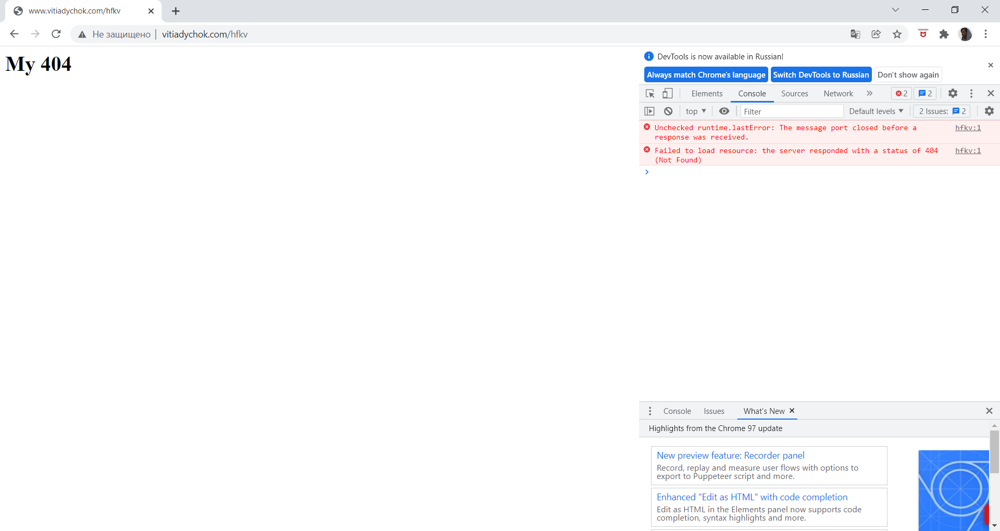 www.vitiadychok.com/hfkv
Не защищено | vitiadychok.com/hfkv
My 404
DevTools is now available in Russian!
Always match Chrome's language Switch DevTools to Russian Don't show again
Elements Console Sources Network 2 2
top Filter Default levels 2 Issues: 2
Unchecked runtime.lastError: The message port closed before a hfkv:1
response was received.
Failed to load resource: the server responded with a status of 404 hfkv:1
(Not Found)
Console Issues What's New
Highlights from the Chrome 97 update
New preview feature: Recorder panel
Record, replay and measure user flows with options to
export to Puppeteer script and more.
Enhanced "Edit as HTML" with code completion
Edit as HTML in the Elements panel now supports code
completion, syntax highlights and more.